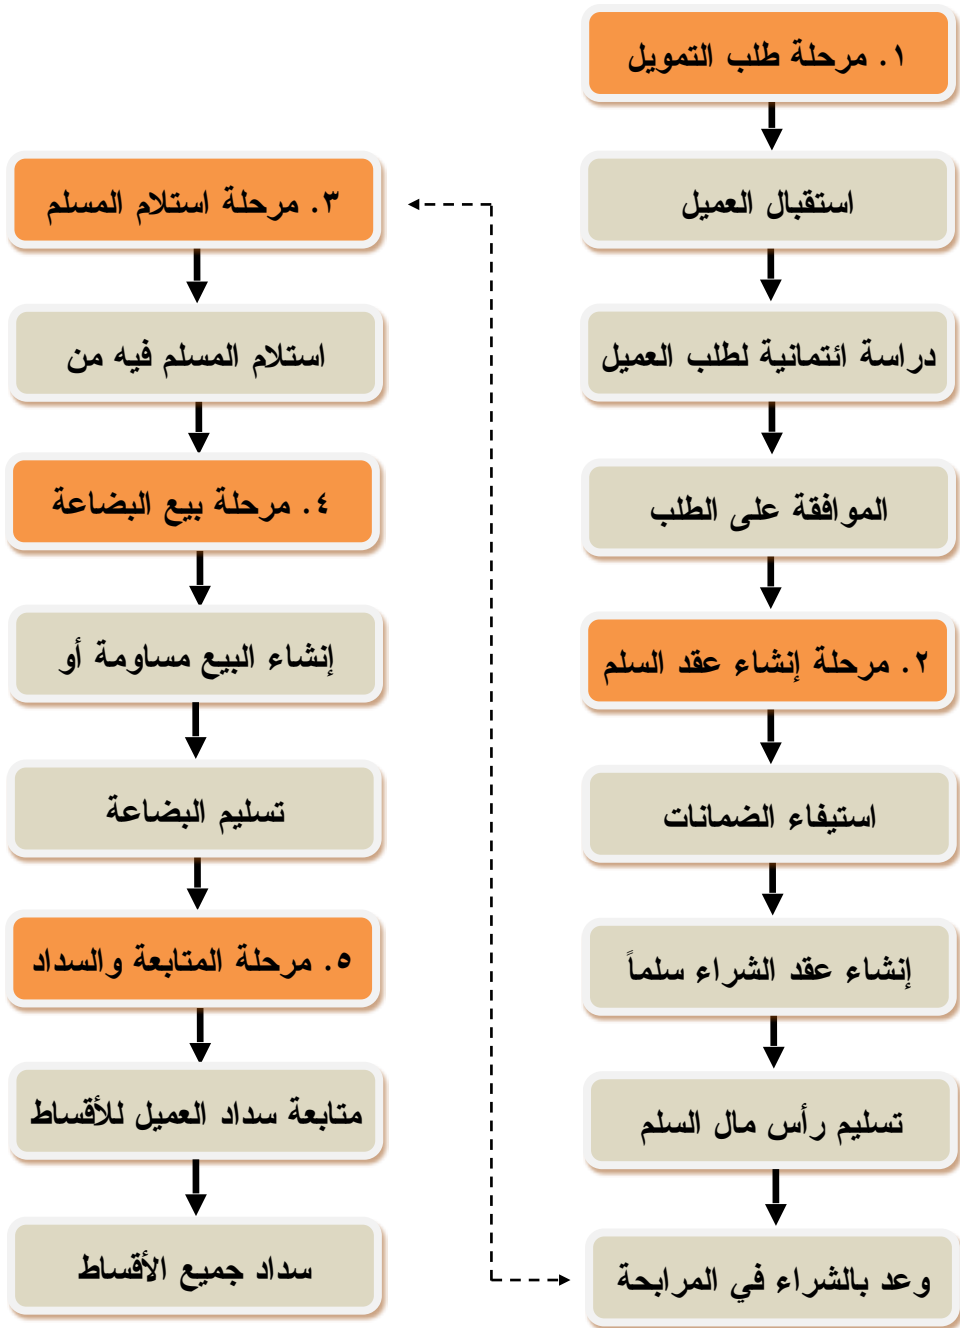 ١. مرحلة طلب التمويل
استقبال العميل
دراسة ائتمانية لطلب العميل
الموافقة على الطلب
٢. مرحلة إنشاء عقد السلم
استيفاء الضمانات
إنشاء عقد الشراء سلماً
تسليم رأس مال السلم
وعد بالشراء في المرابحة
٣. مرحلة استلام المسلم
استلام المسلم فيه من
٤. مرحلة بيع البضاعة
إنشاء البيع مساومة أو
تسليم البضاعة
٥. مرحلة المتابعة والسداد
متابعة سداد العميل للأقساط
سداد جميع الأقساط